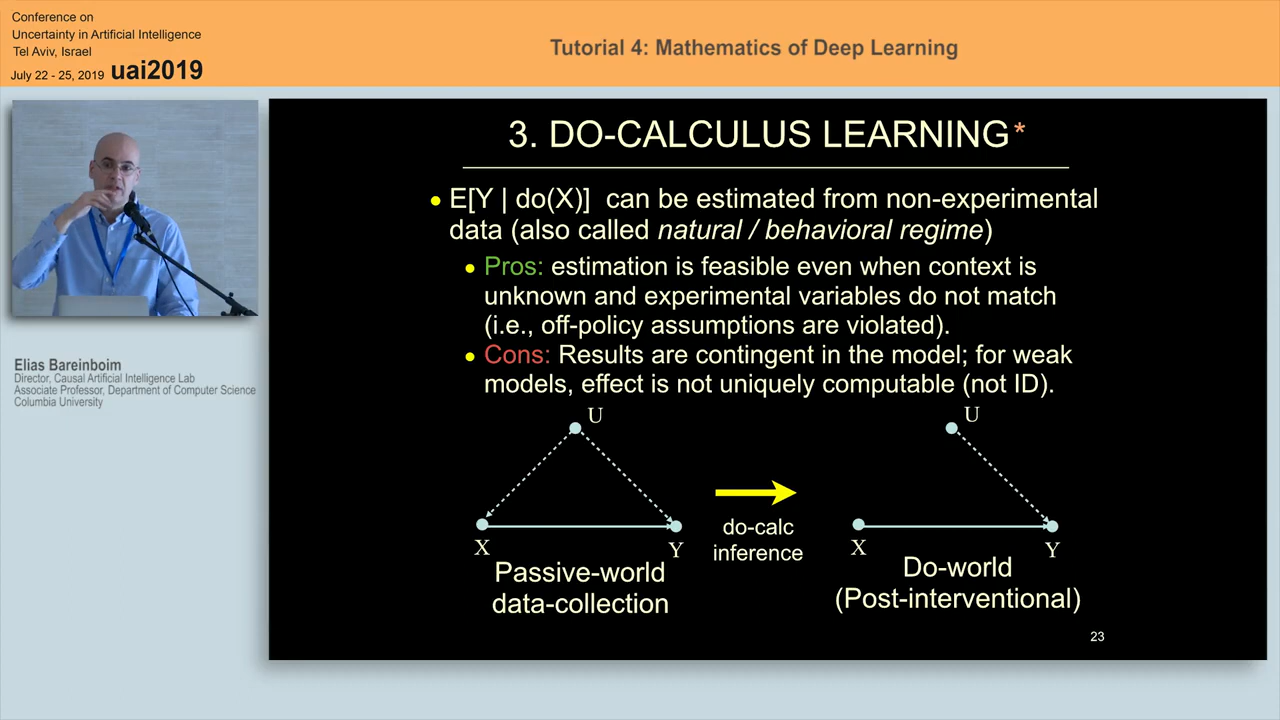 Conference on
Uncertainty in Artificial Intelligence
Tel Aviv, Israel
July 22 - 25, 2019 uai2019
Tutorial 4: Mathematics of Deep Learning
Elias Bareinboim
Director, Causal Artificial Intelligence Lab
Associate Professor, Department of Computer Science
Columbia University
3. DO-CALCULUS LEARNING*
• E[Y | do(X)] can be estimated from non-experimental
data (also called natural / behavioral regime)
• Pros: estimation is feasible even when context is
unknown and experimental variables do not match
(i.e., off-policy assumptions are violated).
• Cons: Results are contingent in the model; for weak
models, effect is not uniquely computable (not ID).
U
X
Y
Passive-world
data-collection
do-calc
inference
U
X
Y
Do-world
(Post-interventional)
23